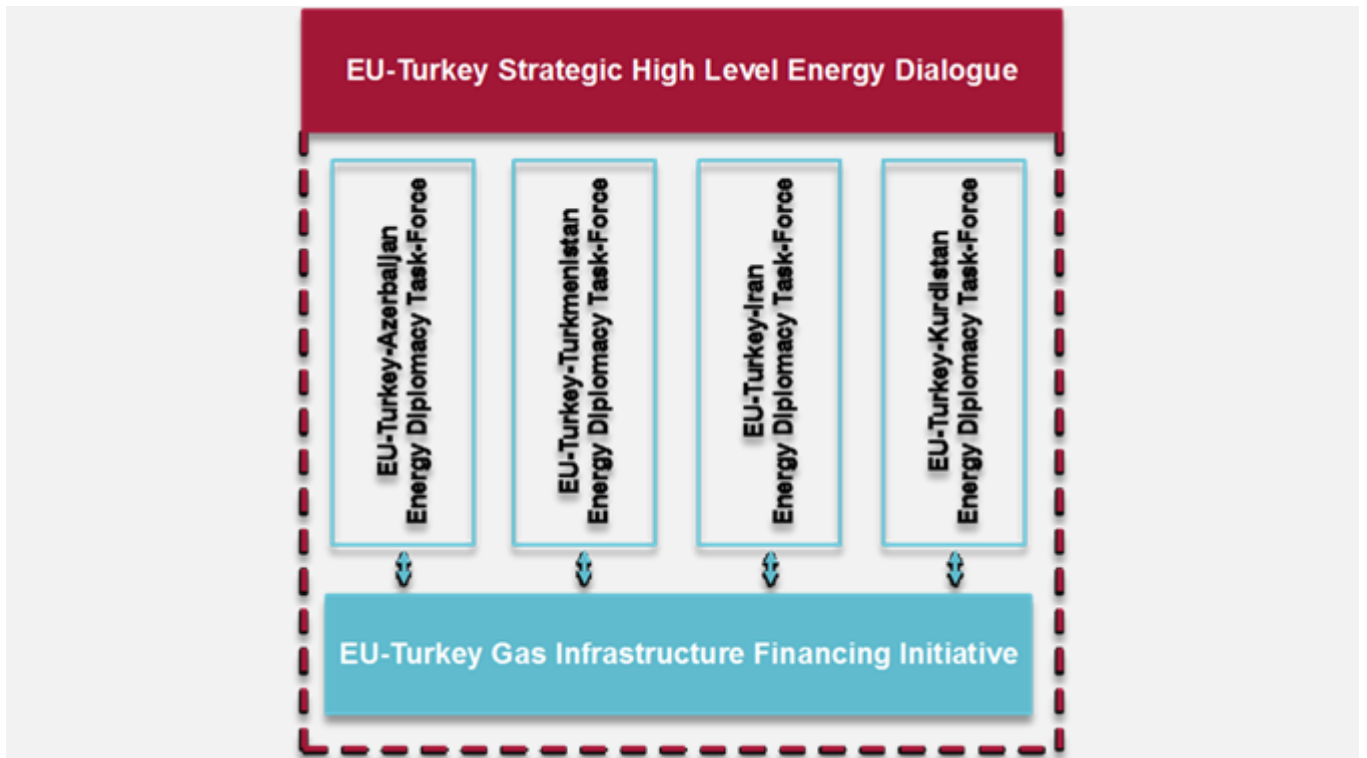 EU-Turkey Strategic High Level Energy Dialogue
EU-Turkey-Azerbaijan
Energy Diplomacy Task-Force
EU-Turkey-Turkmenistan
Energy Diplomacy Task-Force
EU-Turkey-Iran
Energy Diplomacy Task-Force
EU-Turkey-Kurdistan
Energy Diplomacy Task-Force
EU-Turkey Gas Infrastructure Financing Initiative